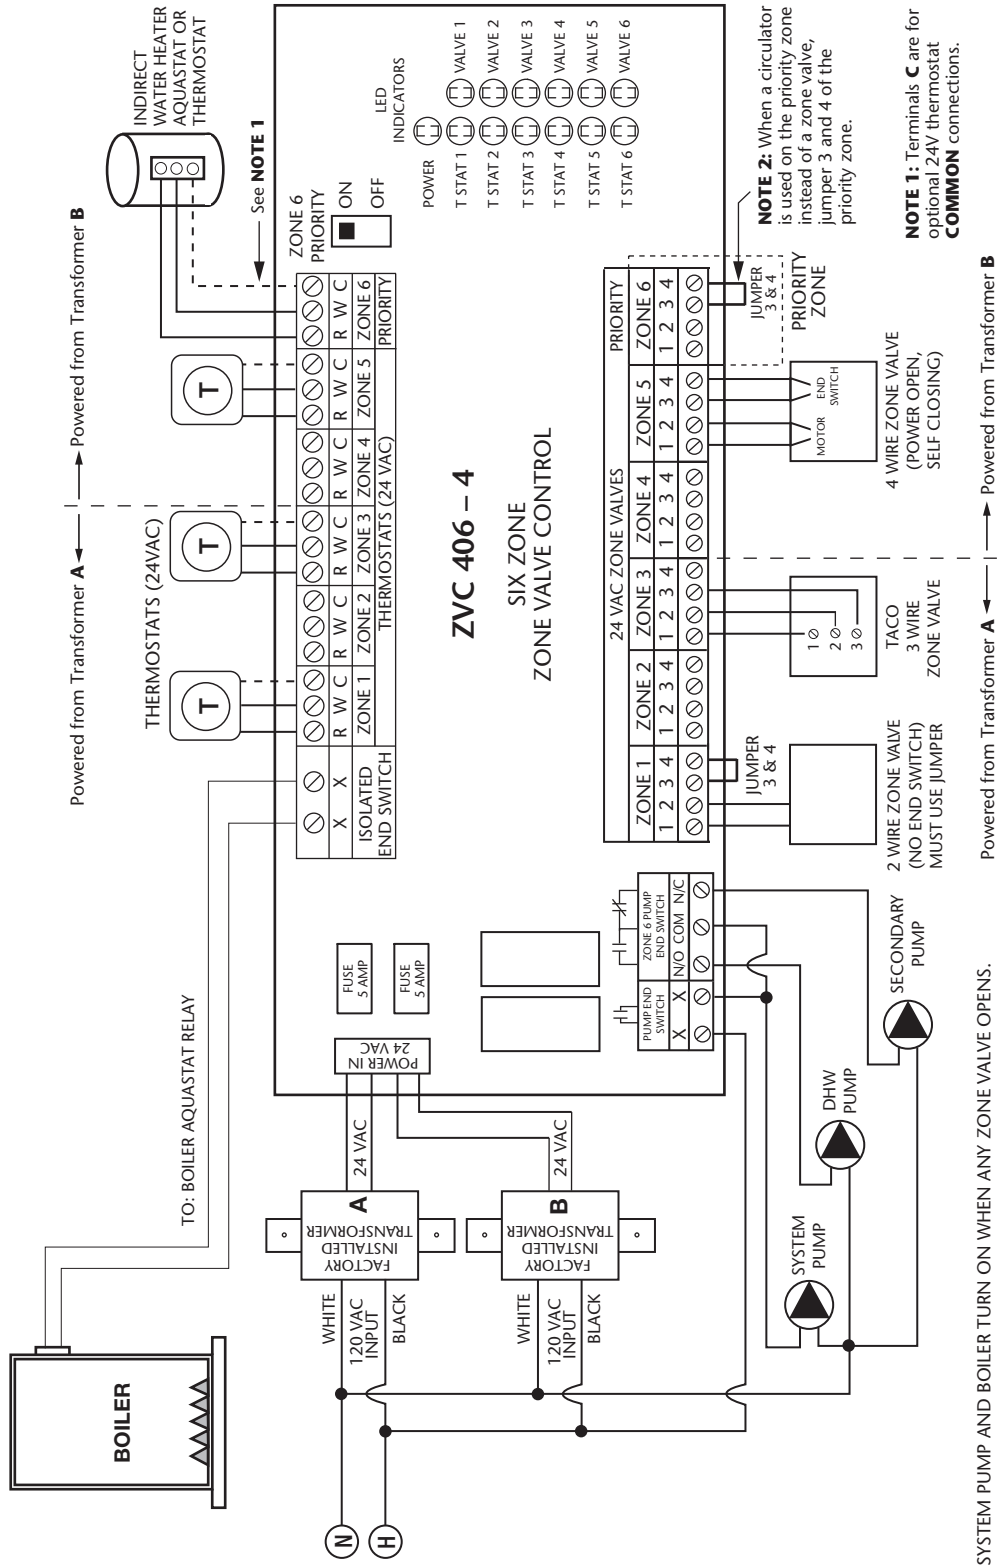 Powered from Transformer A
Powered from Transformer B
THERMOSTATS (24VAC)
INDIRECT
WATER HEATER
AQUASTAT OR
THERMOSTAT
T
T
T
See NOTE 1
TO: BOILER AQUASTAT RELAY
BOILER
X X
ISOLATED
END SWITCH
R W C
R W C
R W C
R W C
R W C
R W C
ZONE 1
ZONE 2
ZONE 3
ZONE 4
ZONE 5
ZONE 6
THERMOSTATS (24 VAC)
PRIORITY
ZONE 6
PRIORITY
ON
OFF
LED
INDICATORS
POWER
T STAT 1
VALVE 1
T STAT 2
VALVE 2
T STAT 3
VALVE 3
T STAT 4
VALVE 4
T STAT 5
VALVE 5
T STAT 6
VALVE 6
ZVC 406 – 4
SIX ZONE
ZONE VALVE CONTROL
FUSE
5 AMP
FUSE
5 AMP
POWER IN
24 VAC
24 VAC
24 VAC
A
FACTORY
INSTALLED
TRANSFORMER
B
FACTORY
INSTALLED
TRANSFORMER
WHITE
120 VAC
INPUT
BLACK
WHITE
120 VAC
INPUT
BLACK
N
H
PUMP END
SWITCH
X X
ZONE 6 PUMP
END SWITCH
N/O COM N/C
24 VAC ZONE VALVES
PRIORITY
ZONE 1
ZONE 2
ZONE 3
ZONE 4
ZONE 5
ZONE 6
1 2 3 4
1 2 3 4
1 2 3 4
1 2 3 4
1 2 3 4
1 2 3 4
JUMPER
3 & 4
JUMPER
3 & 4
PRIORITY
ZONE
NOTE 2: When a circulator
is used on the priority zone
instead of a zone valve,
jumper 3 and 4 of the
priority zone.
NOTE 1: Terminals C are for
optional 24V thermostat
COMMON connections.
2 WIRE ZONE VALVE
(NO END SWITCH)
MUST USE JUMPER
1
2
3
TACO
3 WIRE
ZONE VALVE
MOTOR
END
SWITCH
4 WIRE ZONE VALVE
(POWER OPEN,
SELF CLOSING)
SYSTEM
PUMP
DHW
PUMP
SECONDARY
PUMP
Powered from Transformer A
Powered from Transformer B
SYSTEM PUMP AND BOILER TURN ON WHEN ANY ZONE VALVE OPENS.